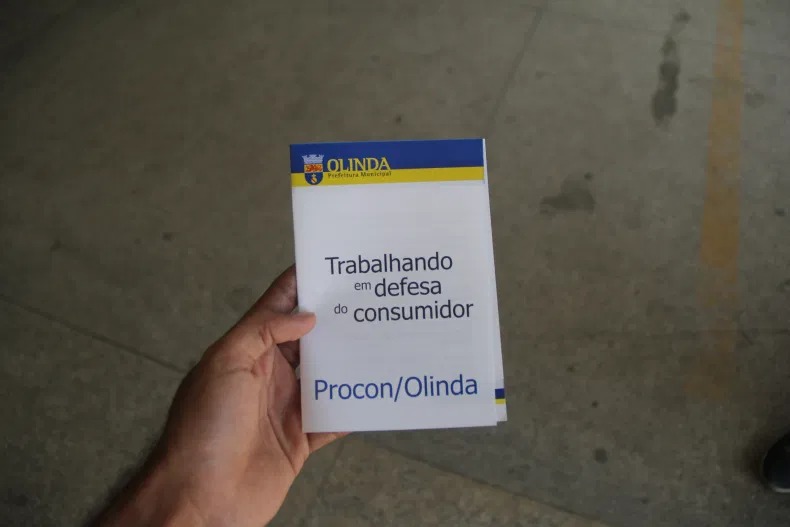 OLINDA
Prefeitura Municipal
Trabalhando
em defesa
do consumidor
Procon/Olinda